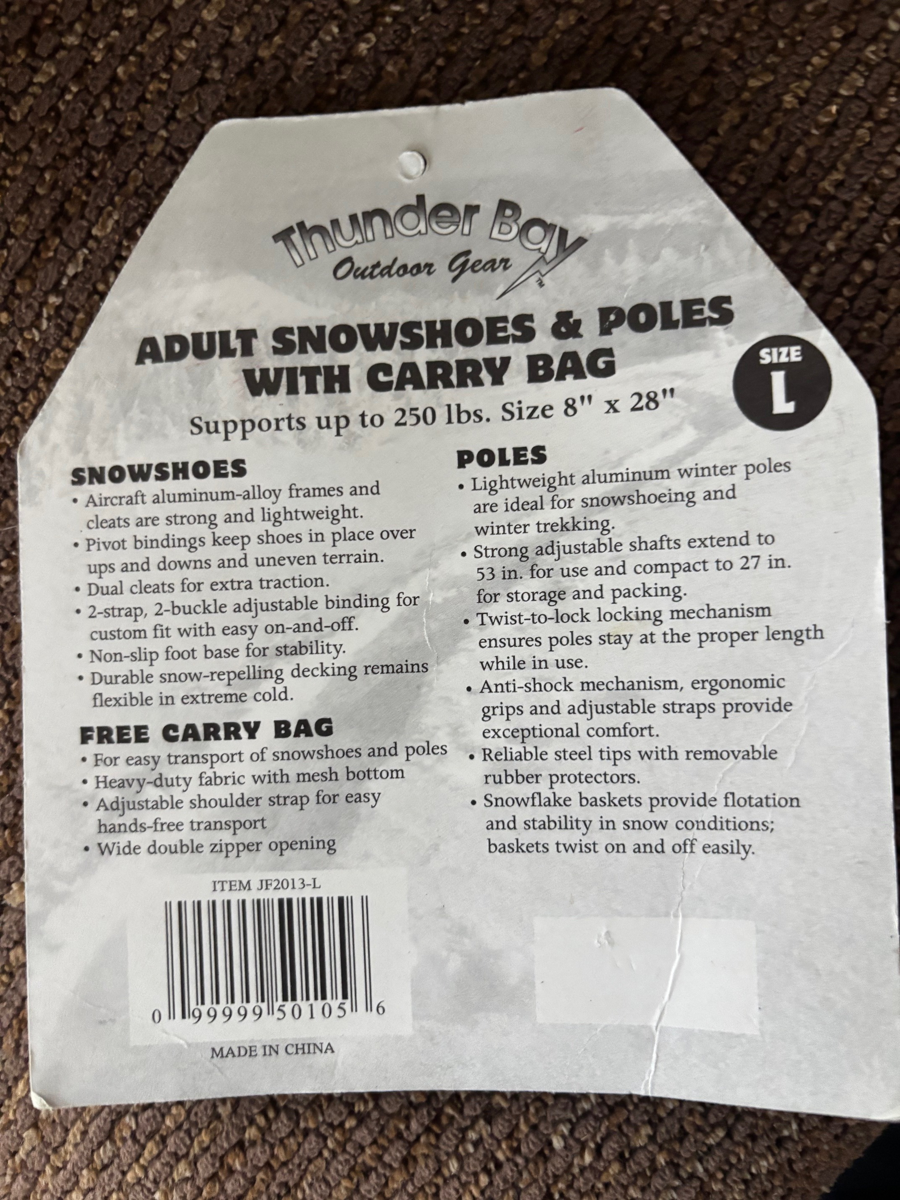 Thunder Bay
Outdoor Gear
TM
ADULT SNOWSHOES & POLES
WITH CARRY BAG
Supports up to 250 lbs. Size 8" x 28"
SIZE
L
SNOWSHOES
• Aircraft aluminum-alloy frames and
cleats are strong and lightweight.
• Pivot bindings keep shoes in place over
ups and downs and uneven terrain.
• Dual cleats for extra traction.
• 2-strap, 2-buckle adjustable binding for
custom fit with easy on-and-off.
• Non-slip foot base for stability.
• Durable snow-repelling decking remains
flexible in extreme cold.
FREE CARRY BAG
• For easy transport of snowshoes and poles
• Heavy-duty fabric with mesh bottom
• Adjustable shoulder strap for easy
hands-free transport
• Wide double zipper opening
POLES
• Lightweight aluminum winter poles
are ideal for snowshoeing and
winter trekking.
• Strong adjustable shafts extend to
53 in. for use and compact to 27 in.
for storage and packing.
• Twist-to-lock locking mechanism
ensures poles stay at the proper length
while in use.
• Anti-shock mechanism, ergonomic
grips and adjustable straps provide
exceptional comfort.
• Reliable steel tips with removable
rubber protectors.
• Snowflake baskets provide flotation
and stability in snow conditions;
baskets twist on and off easily.
ITEM JF2013-L
0 99999 50105 6
MADE IN CHINA